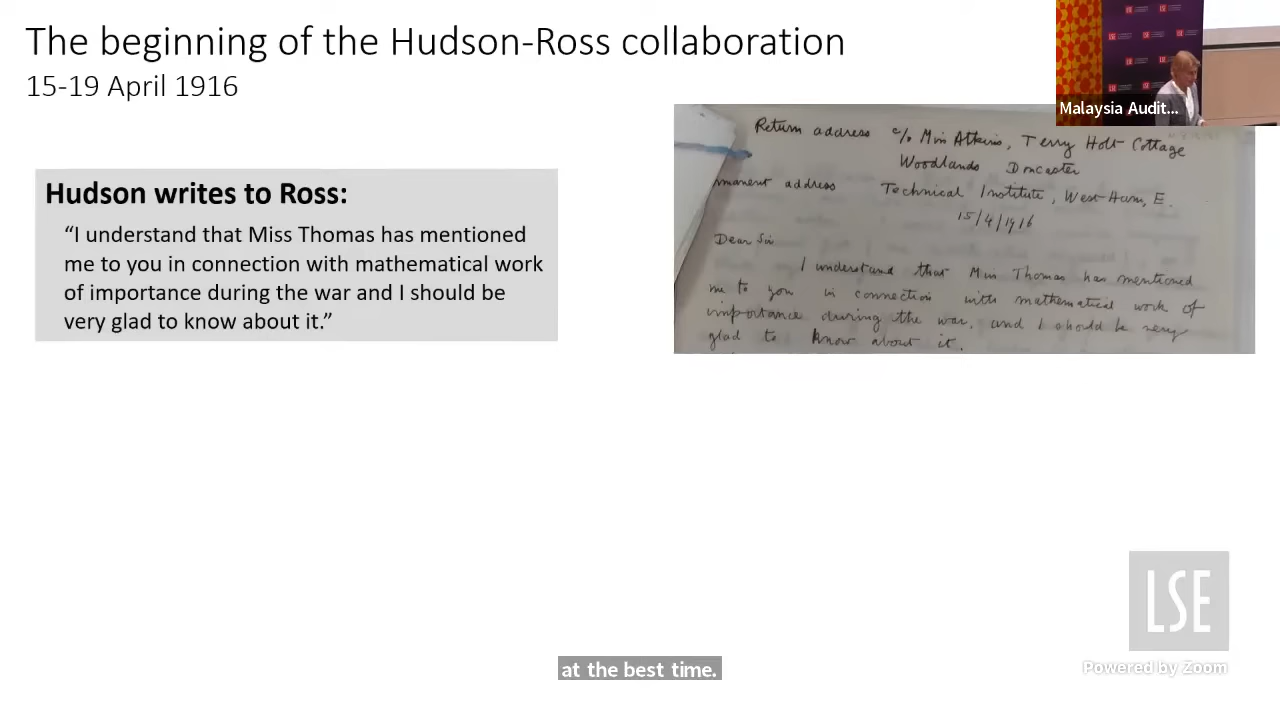 The beginning of the Hudson-Ross collaboration
15-19 April 1916
Malaysia Audit...
Hudson writes to Ross:
“I understand that Miss Thomas has mentioned
me to you in connection with mathematical work
of importance during the war and I should be
very glad to know about it.”
Return address c/o Miss Atkins, Terry Holt Cottage
Woodlands Doncaster
manent address Technical Institute, West Ham, E.
15/4/1916
Dear Sir
I understand that Miss Thomas has mentioned
me to you in connection with mathematical work of
importance during the war, and I should be very
glad to know about it.
LSE
Powered by Zoom
at the best time.